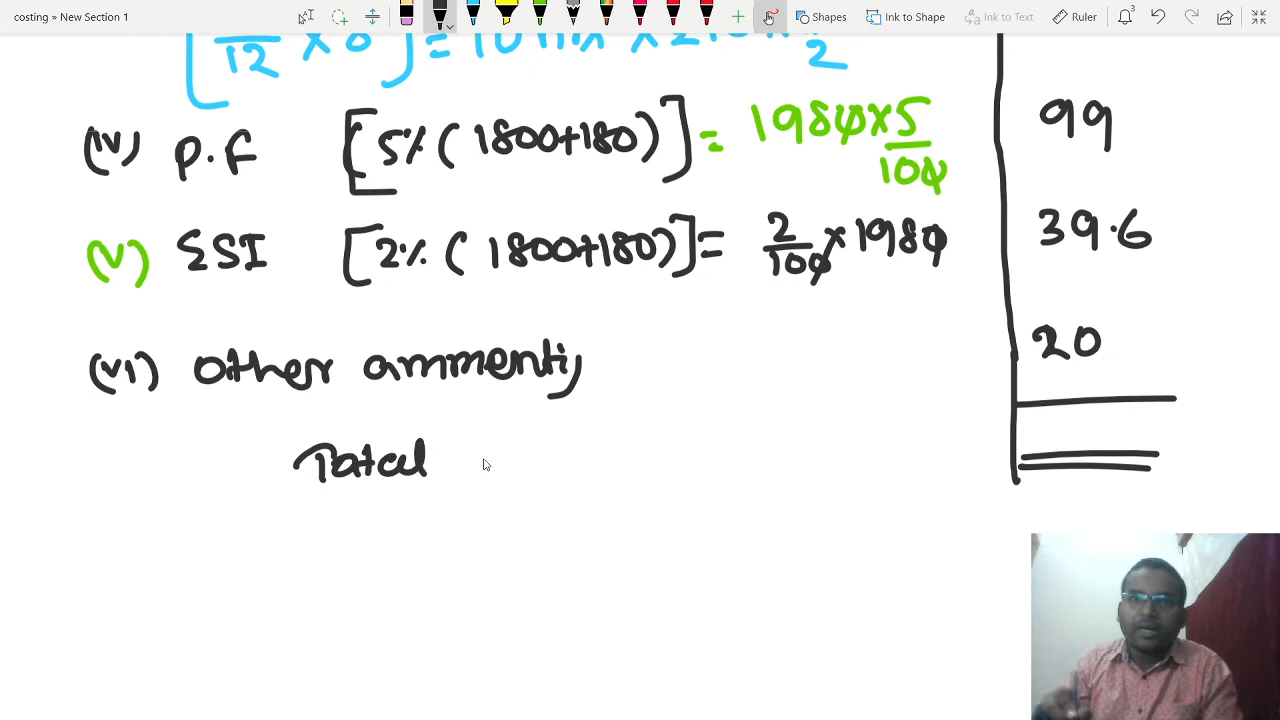 costing » New Section 1 Shapes Ink to Shape Ink to Text Ruler
(iv) P.F [5% (1800+180)] = 1980 × 5/100 99
(v) ESI [2% (1800+180)] = 2/100 × 1980 39.6
(vi) other ammenty 20
Total